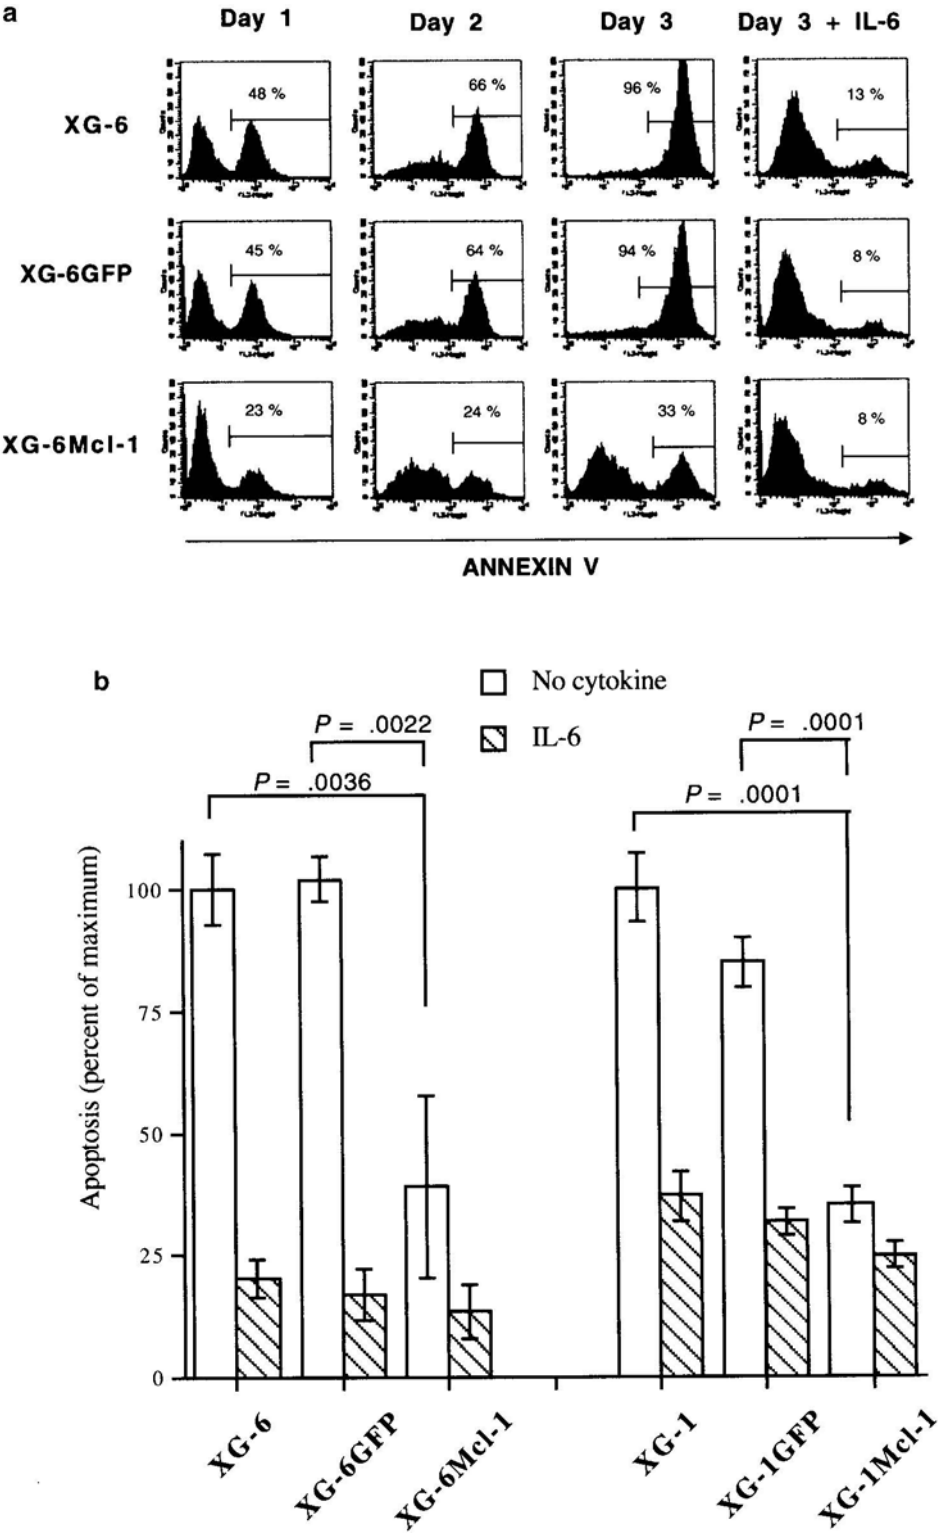 a
Day 1 Day 2 Day 3 Day 3 + IL-6
XG-6
48 % 66 % 96 % 13 %
XG-6GFP
45 % 64 % 94 % 8 %
XG-6Mcl-1
23 % 24 % 33 % 8 %
ANNEXIN V
b
No cytokine
IL-6
P = .0022
P = .0036
P = .0001
P = .0001
Apoptosis (percent of maximum)
100
75
50
25
0
XG-6
XG-6GFP
XG-6Mcl-1
XG-1
XG-1GFP
XG-1Mcl-1